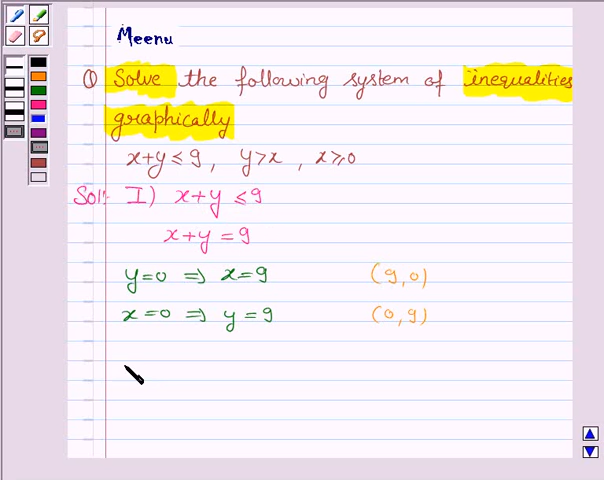 Meenu
Q Solve the following system of inequalities
graphically
x+y≤9, y>x, x≥0
Sol:- I) x+y ≤9
x+y=9
y=0 ⇒ x=9 (9,0)
x=0 ⇒ y=9 (0,9)